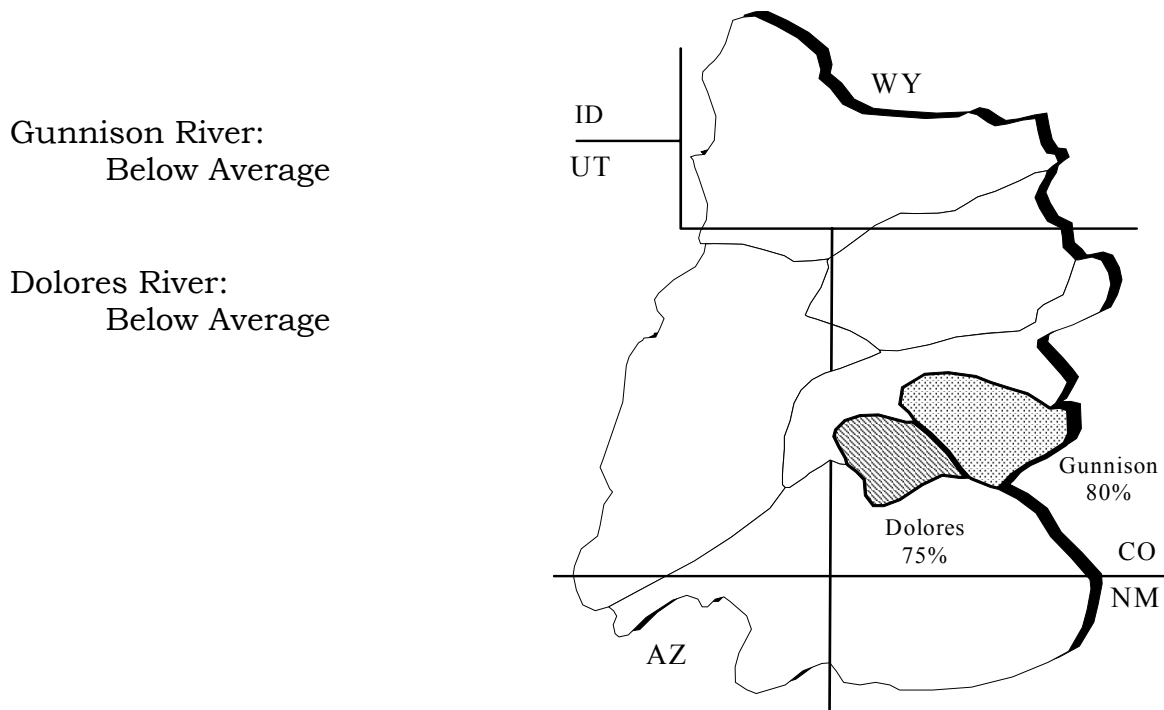 Gunnison River:
Below Average
Dolores River:
Below Average
WY
ID
UT
Gunnison
80%
Dolores
75%
CO
NM
AZ